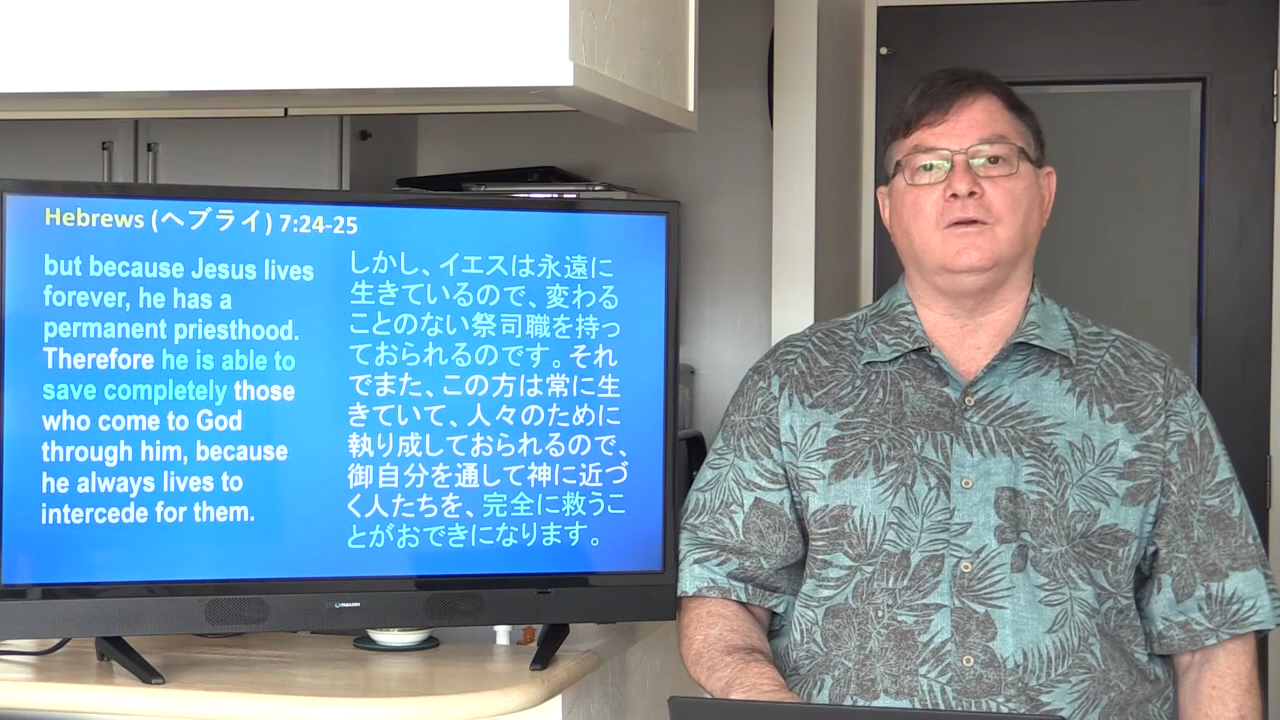 Hebrews (ヘブライ) 7:24-25
but because Jesus lives
forever, he has a
permanent priesthood.
Therefore he is able to
save completely those
who come to God
through him, because
he always lives to
intercede for them.
しかし、イエスは永遠に
生きているので、変わる
ことのない祭司職を持っ
ておられるのです。それ
でまた、この方は常に生
きていて、人々のために
執り成しておられるので、
御自分を通して神に近づ
く人たちを、完全に救うこ
とがおできになります。